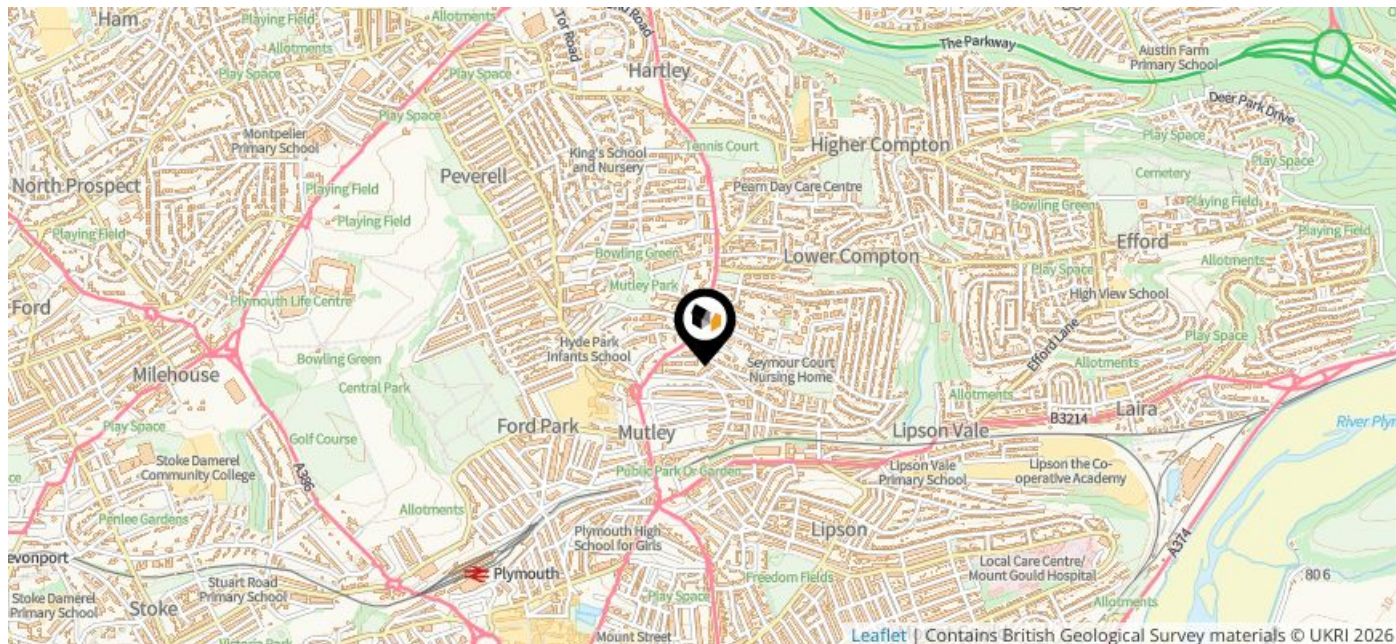 Ham
Playing Field
Allotments
Allotments
Play Space
Tor Road
Road
Hartley
The Parkway
Austin Farm
Primary School
Play Space
Deer Park Drive
Play Space
Montpelier
Primary School
Tennis Court
Higher Compton
Play Space
King's School
and Nursery
Play Space
North Prospect
Playing Field
Peverell
Pearn Day Care Centre
Cemetery
Playing Field
Bowling Green
Playing Field
Playing Field
Playing Field
Efford
Bowling Green
Lower Compton
Allotments
Play Space
Mutley Park
High View School
Ford
Plymouth Life Centre
Play Space
Hyde Park
Infants School
Efford Lane
Bowling Green
Seymour Court
Nursing Home
Allotments
Milehouse
Central Park
Allotments
Laira
B3214
Play Space
Ford Park
Mutley
Lipson Vale
River Plym
Golf Course
Stoke Damerel
Community College
Public Park Or Garden
Lipson Vale
Primary School
Lipson the Co-
operative Academy
A386
Allotments
Penlee Gardens
Plymouth High
School for Girls
Lipson
A374
evonport
Local Care Centre/
Mount Gould Hospital
Plymouth
Freedom Fields
80 6
Stuart Road
Primary School
Stoke Damerel
Primary School
Stoke
Play Space
Allotments
Victoria Park
Mount Street
Leaflet | Contains British Geological Survey materials © UKRI 2024